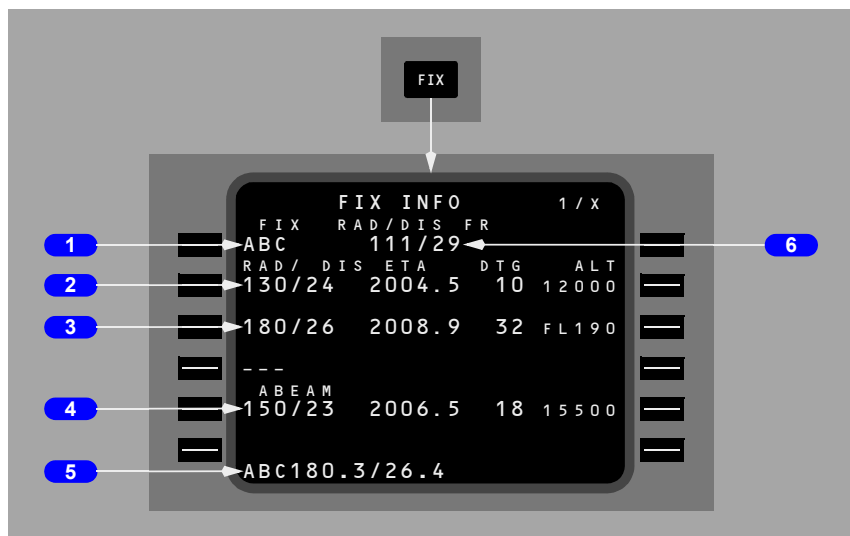 FIX
FIX INFO 1/X
FIX RAD/DIS FR
1 ABC 111/29 6
RAD/ DIS ETA DTG ALT
2 130/24 2004.5 10 12000
3 180/26 2008.9 32 FL190
---
ABEAM
4 150/23 2006.5 18 15500
5 ABC180.3/26.4